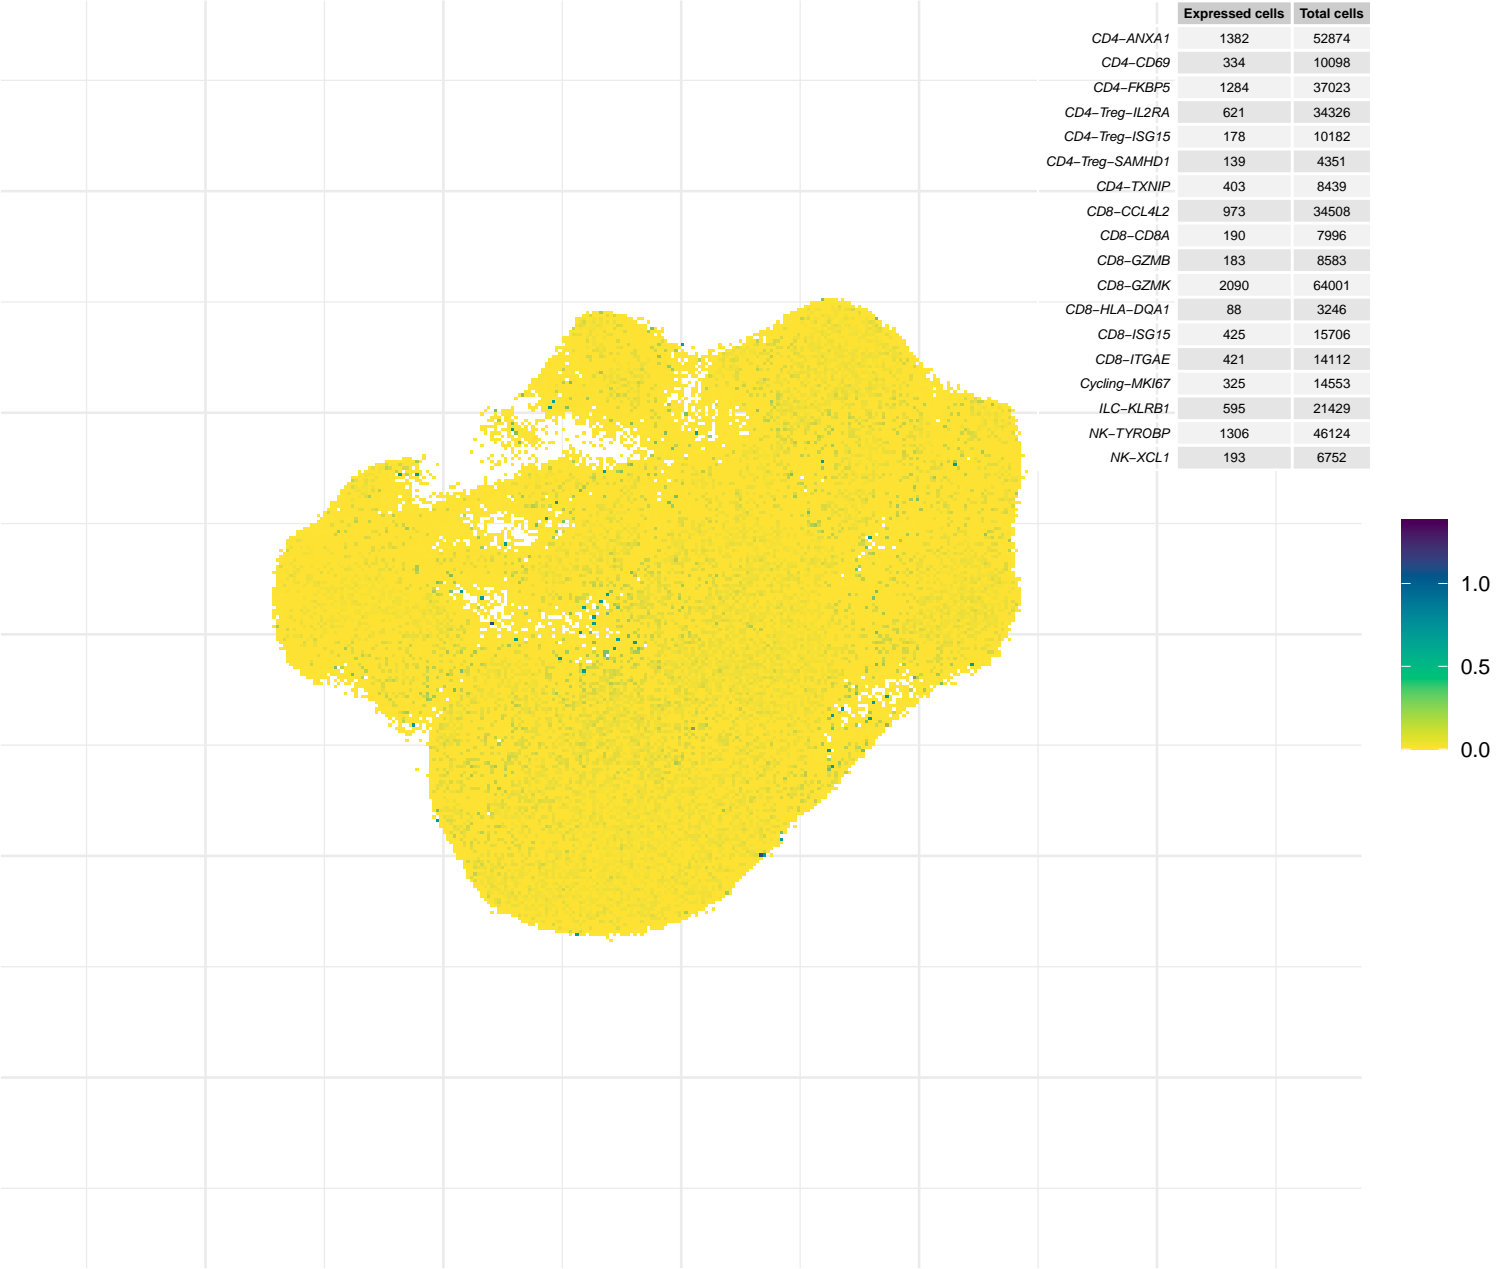 Expressed cells Total cells
CD4−ANXA1 1382 52874
CD4−CD69 334 10098
CD4−FKBP5 1284 37023
CD4−Treg−IL2RA 621 34326
CD4−Treg−ISG15 178 10182
CD4−Treg−SAMHD1 139 4351
CD4−TXNIP 403 8439
CD8−CCL4L2 973 34508
CD8−CD8A 190 7996
CD8−GZMB 183 8583
CD8−GZMK 2090 64001
CD8−HLA−DQA1 88 3246
CD8−ISG15 425 15706
CD8−ITGAE 421 14112
Cycling−MKI67 325 14553
ILC−KLRB1 595 21429
NK−TYROBP 1306 46124
NK−XCL1 193 6752
1.0
0.5
0.0